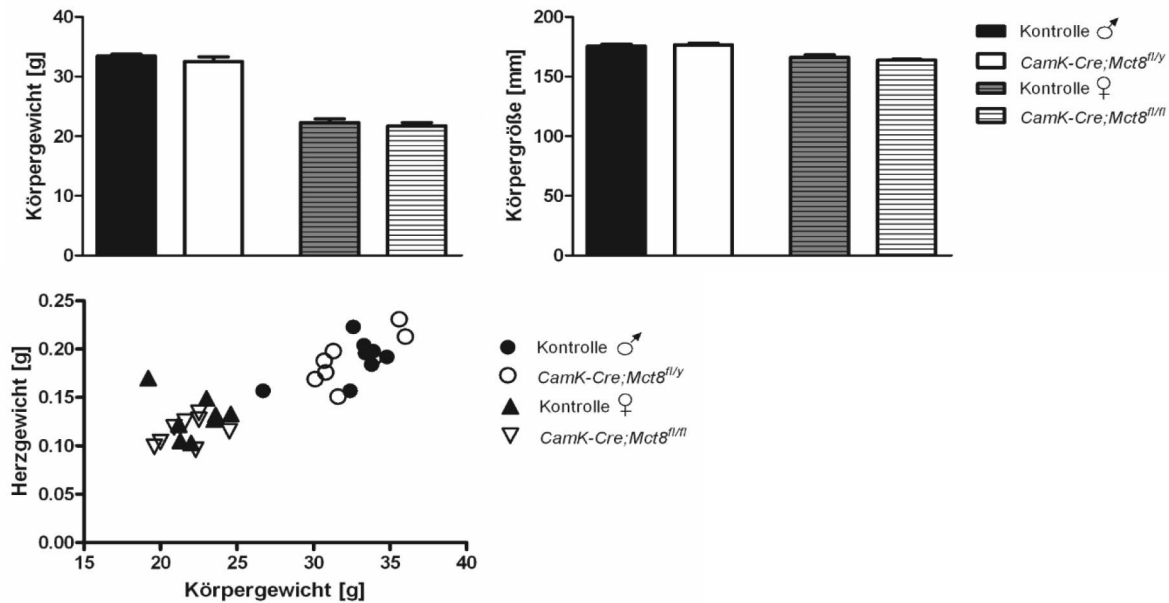 Körpergewicht [g]
40
30
20
10
0
Körpergröße [mm]
200
150
100
50
0
Kontrolle ♂
CamK-Cre;Mct8fl/y
Kontrolle ♀
CamK-Cre;Mct8fl/fl
Herzgewicht [g]
0.25
0.20
0.15
0.10
0.05
0.00
15 20 25 30 35 40
Körpergewicht [g]
Kontrolle ♂
CamK-Cre;Mct8fl/y
Kontrolle ♀
CamK-Cre;Mct8fl/fl